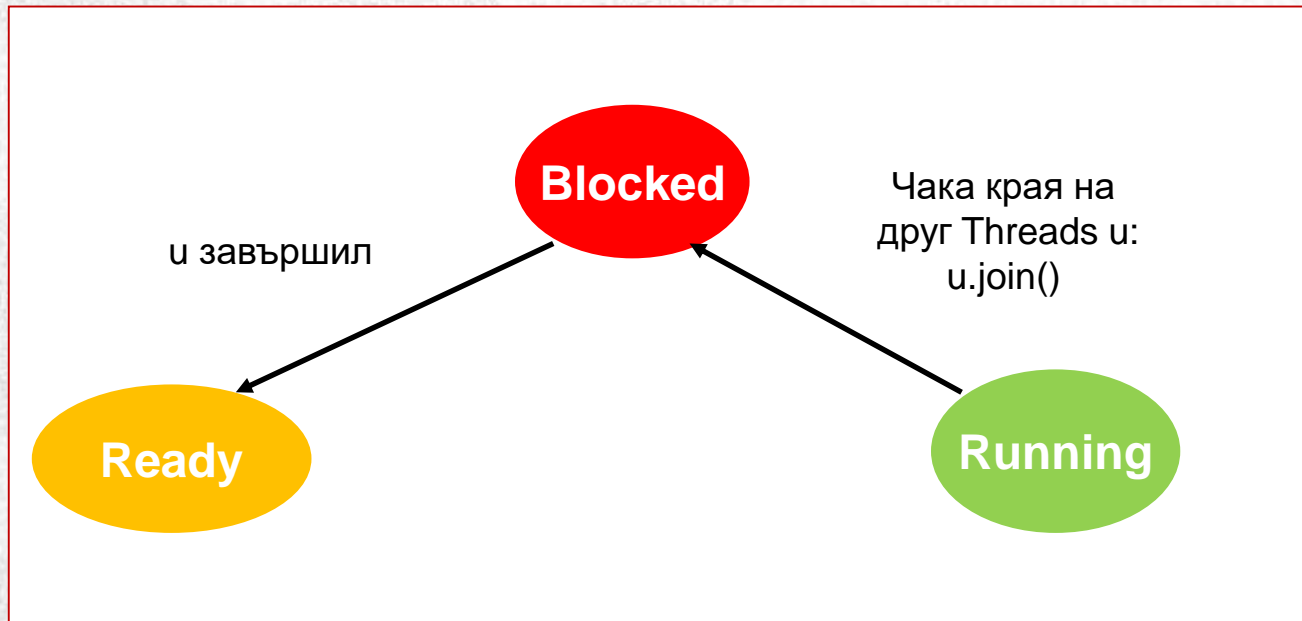 Blocked
Чака края на
друг Threads u:
u.join()
u завършил
Ready
Running